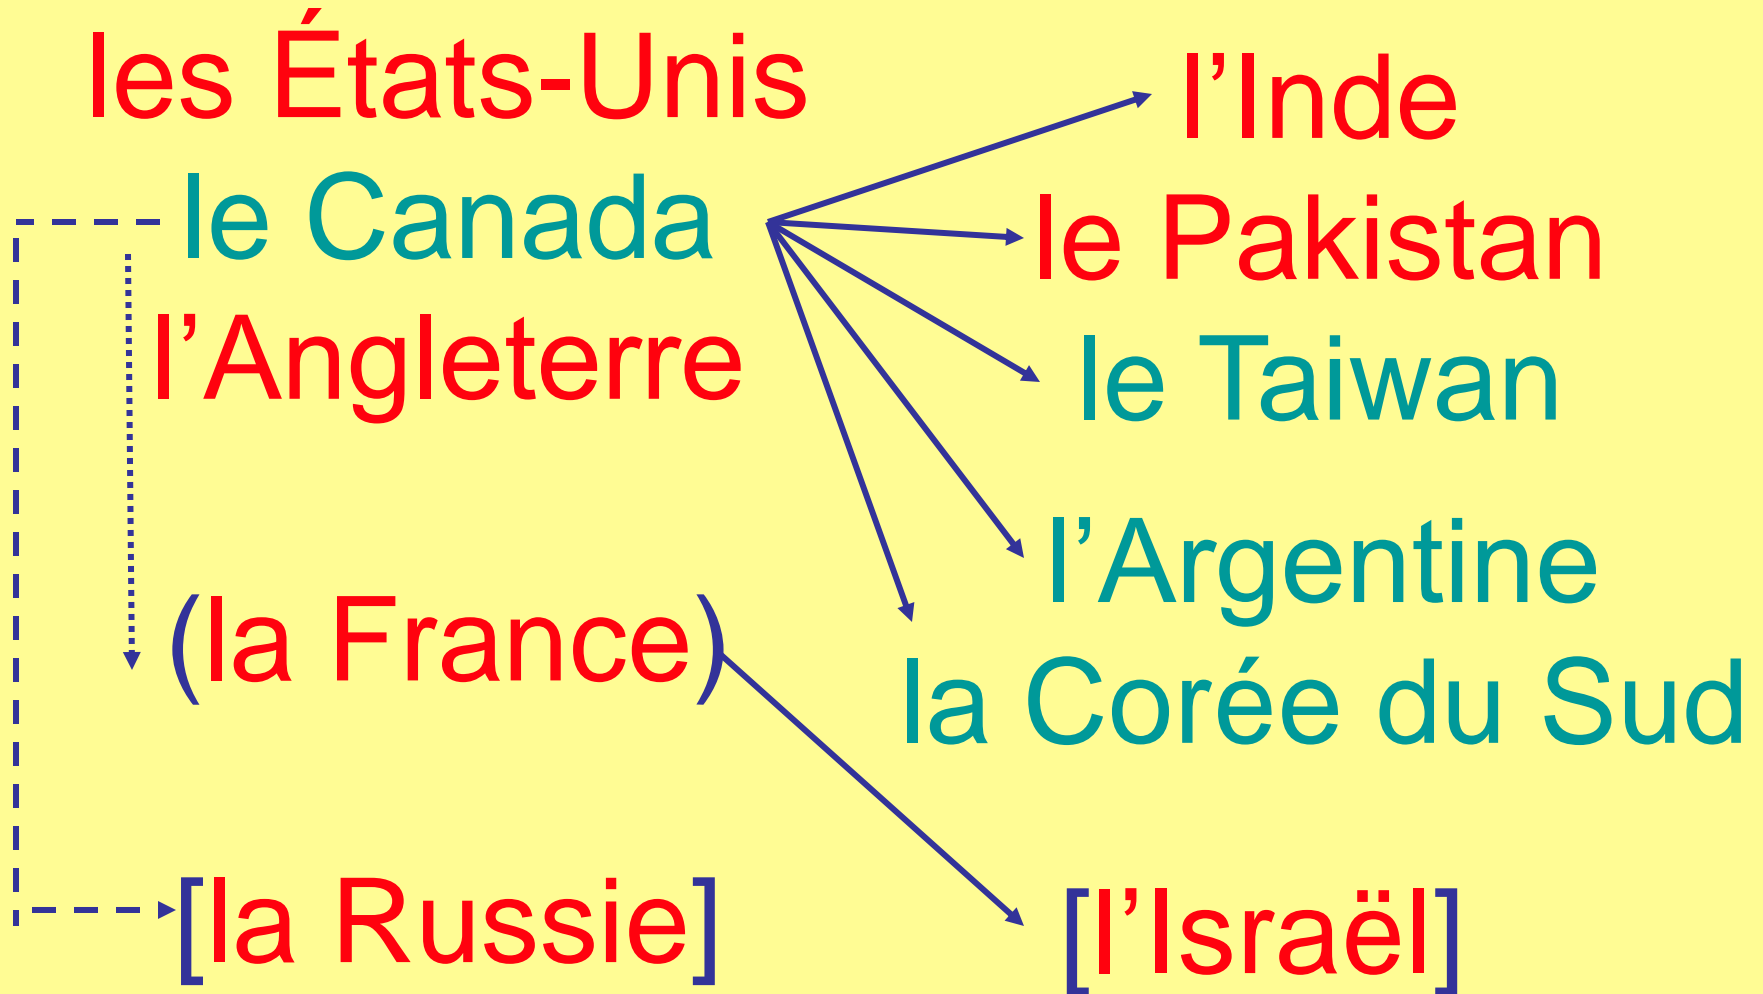 les États-Unis
le Canada
l’Angleterre
(la France)
[la Russie]
l’Inde
le Pakistan
le Taiwan
l’Argentine
la Corée du Sud
[l’Israël]